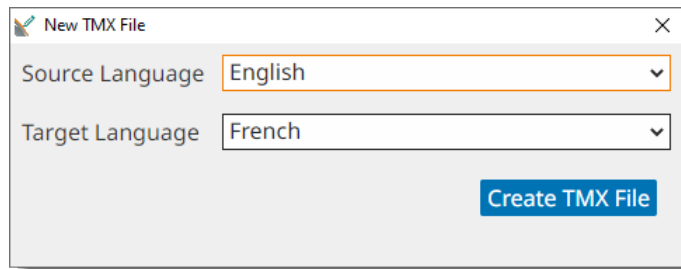 New TMX File
Source Language English
Target Language French
Create TMX File